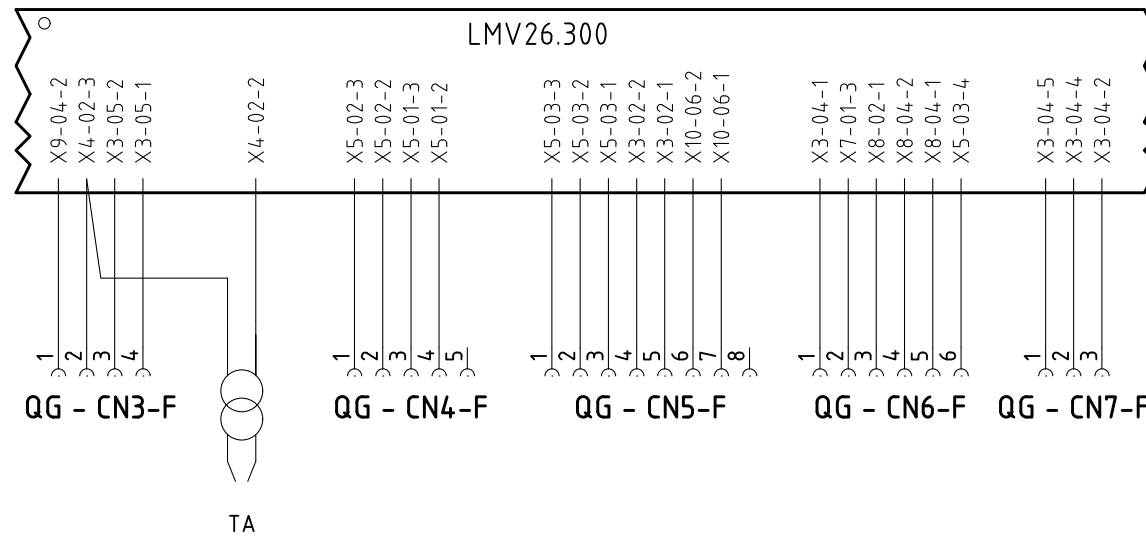 LMV26.300
X9-04-2
X4-02-3
X3-05-2
X3-05-1
X4-02-2
X5-02-3
X5-02-2
X5-01-3
X5-01-2
X5-03-3
X5-03-2
X5-03-1
X3-02-2
X3-02-1
X10-06-2
X10-06-1
X3-04-1
X7-01-3
X8-02-1
X8-04-2
X8-04-1
X5-03-4
X3-04-5
X3-04-4
X3-04-2
1 2 3 4
1 2 3 4 5
1 2 3 4 5 6 7 8
1 2 3 4 5 6
1 2 3
QG - CN3-F
QG - CN4-F
QG - CN5-F
QG - CN6-F
QG - CN7-F
TA